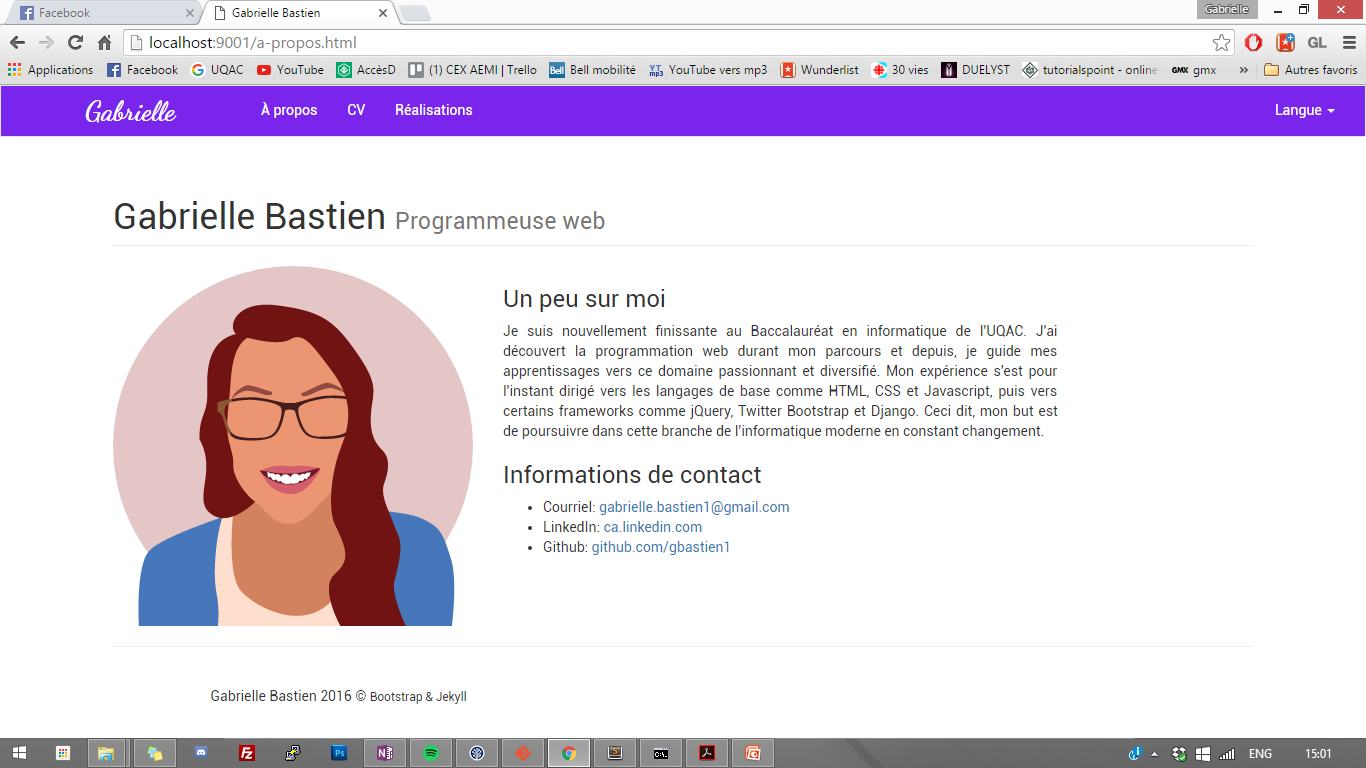 Facebook
Gabrielle Bastien
Gabrielle
localhost:9001/a-propos.html
GL
Applications
Facebook
UQAC
YouTube
AccèsD
(1) CEX AEMI | Trello
Bell
Bell mobilité
YT mp3
YouTube vers mp3
Wunderlist
30 vies
DUELYST
tutorialspoint - online
GMX
gmx
»
Autres favoris
Gabrielle
À propos
CV
Réalisations
Langue
Gabrielle Bastien Programmeuse web
Un peu sur moi
Je suis nouvellement finissante au Baccalauréat en informatique de l'UQAC. J'ai
découvert la programmation web durant mon parcours et depuis, je guide mes
apprentissages vers ce domaine passionnant et diversifié. Mon expérience s'est pour
l'instant dirigé vers les langages de base comme HTML, CSS et Javascript, puis vers
certains frameworks comme jQuery, Twitter Bootstrap et Django. Ceci dit, mon but est
de poursuivre dans cette branche de l'informatique moderne en constant changement.
Informations de contact
• Courriel: gabrielle.bastien1@gmail.com
• LinkedIn: ca.linkedin.com
• Github: github.com/gbastien1
Gabrielle Bastien 2016 © Bootstrap & Jekyll
Fz
Ps
N
S
C:\.
ENG
15:01